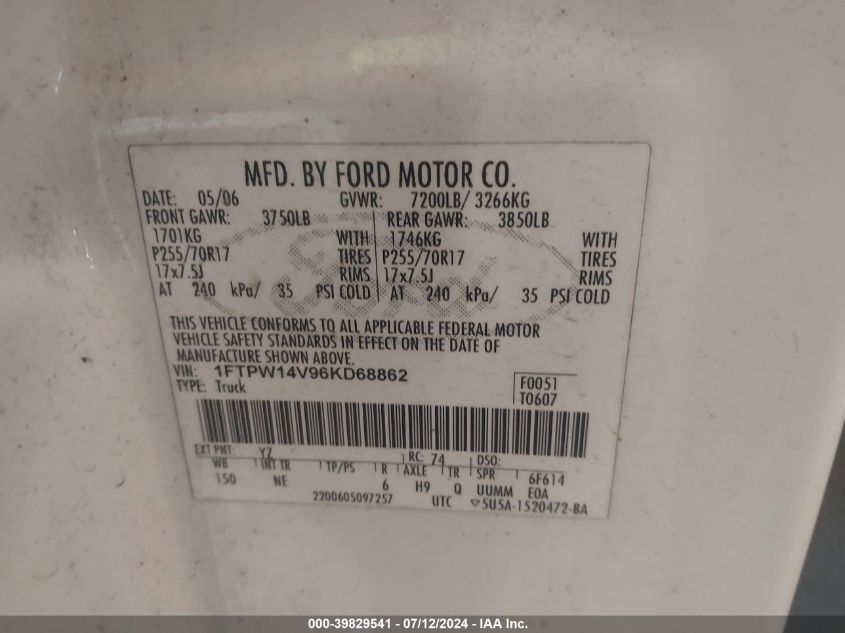 MFD. BY FORD MOTOR CO.
DATE: 05/06 GVWR: 7200LB/ 3266KG
FRONT GAWR: 3750LB REAR GAWR: 3850LB
1701KG WITH 1746KG WITH
P255/70R17 TIRES P255/70R17 TIRES
17x7.5J RIMS 17x7.5J RIMS
AT 240 kPa/ 35 PSI COLD AT 240 kPa/ 35 PSI COLD
THIS VEHICLE CONFORMS TO ALL APPLICABLE FEDERAL MOTOR
VEHICLE SAFETY STANDARDS IN EFFECT ON THE DATE OF
MANUFACTURE SHOWN ABOVE.
VIN: 1FTPW14V96KD68862
TYPE: Truck
F0051
T0607
EXT PNT: YZ RC: 74 DSO:
WB INT TR TP/PS R AXLE TR SPR 6F614
150 NE 6 H9 Q UUMM EOA
2200605097257 UTC ▽5U5A-1520472-BA
Ford
000-39829541 - 07/12/2024 - IAA Inc.